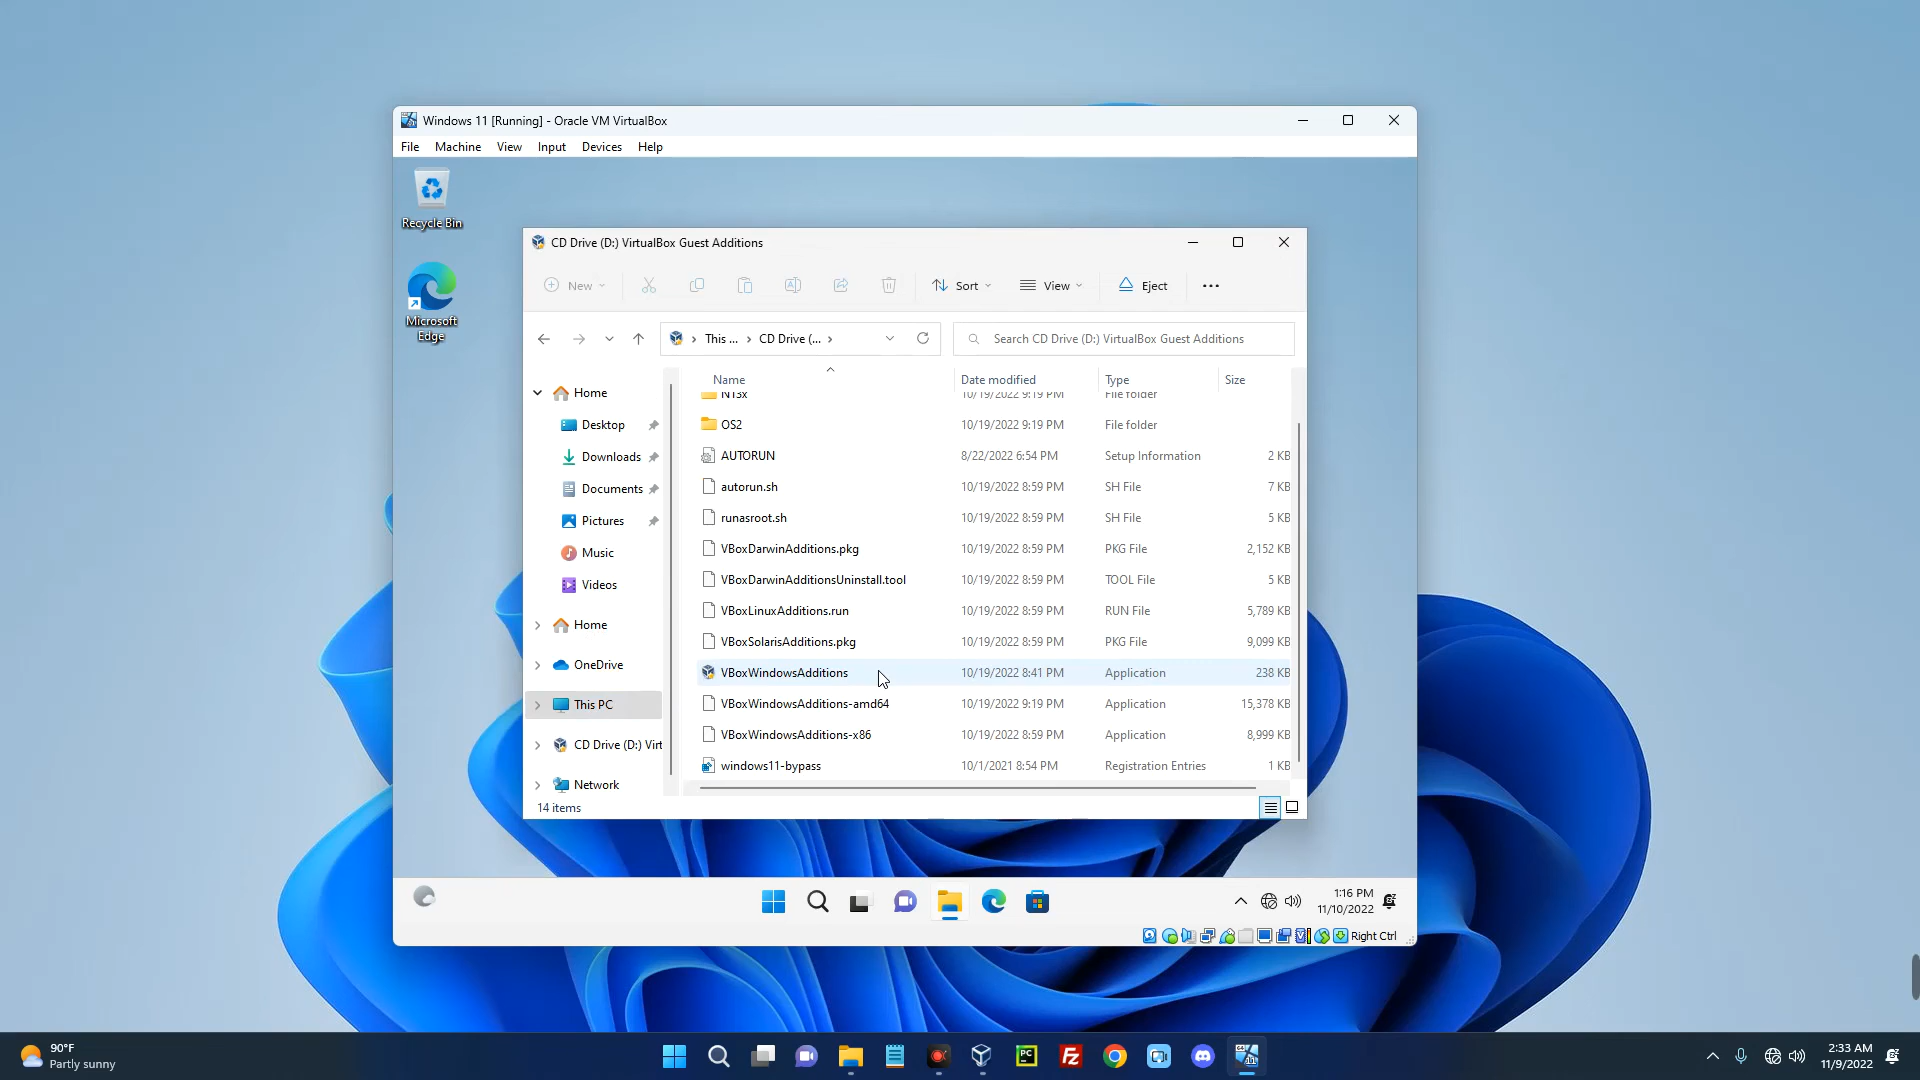 Windows 11 [Running] - Oracle VM VirtualBox
File Machine View Input Devices Help
Recycle Bin
Microsoft
Edge
CD Drive (D:) VirtualBox Guest Additions
New Sort View Eject
This ... CD Drive (... Search CD Drive (D:) VirtualBox Guest Additions
Name Date modified Type Size
Home
Desktop
Downloads
Documents
Pictures
Music
Videos
Home
OneDrive
This PC
CD Drive (D:) Virt
Network
NT3x 10/19/2022 9:19 PM File folder
OS2 10/19/2022 9:19 PM File folder
AUTORUN 8/22/2022 6:54 PM Setup Information 2 KB
autorun.sh 10/19/2022 8:59 PM SH File 7 KB
runasroot.sh 10/19/2022 8:59 PM SH File 5 KB
VBoxDarwinAdditions.pkg 10/19/2022 8:59 PM PKG File 2,152 KB
VBoxDarwinAdditionsUninstall.tool 10/19/2022 8:59 PM TOOL File 5 KB
VBoxLinuxAdditions.run 10/19/2022 8:59 PM RUN File 5,789 KB
VBoxSolarisAdditions.pkg 10/19/2022 8:59 PM PKG File 9,099 KB
VBoxWindowsAdditions 10/19/2022 8:41 PM Application 238 KB
VBoxWindowsAdditions-amd64 10/19/2022 9:19 PM Application 15,378 KB
VBoxWindowsAdditions-x86 10/19/2022 8:59 PM Application 8,999 KB
windows11-bypass 10/1/2021 8:54 PM Registration Entries 1 KB
14 items
1:16 PM
11/10/2022
Right Ctrl
90°F
Partly sunny
PC
Fz
2:33 AM
11/9/2022